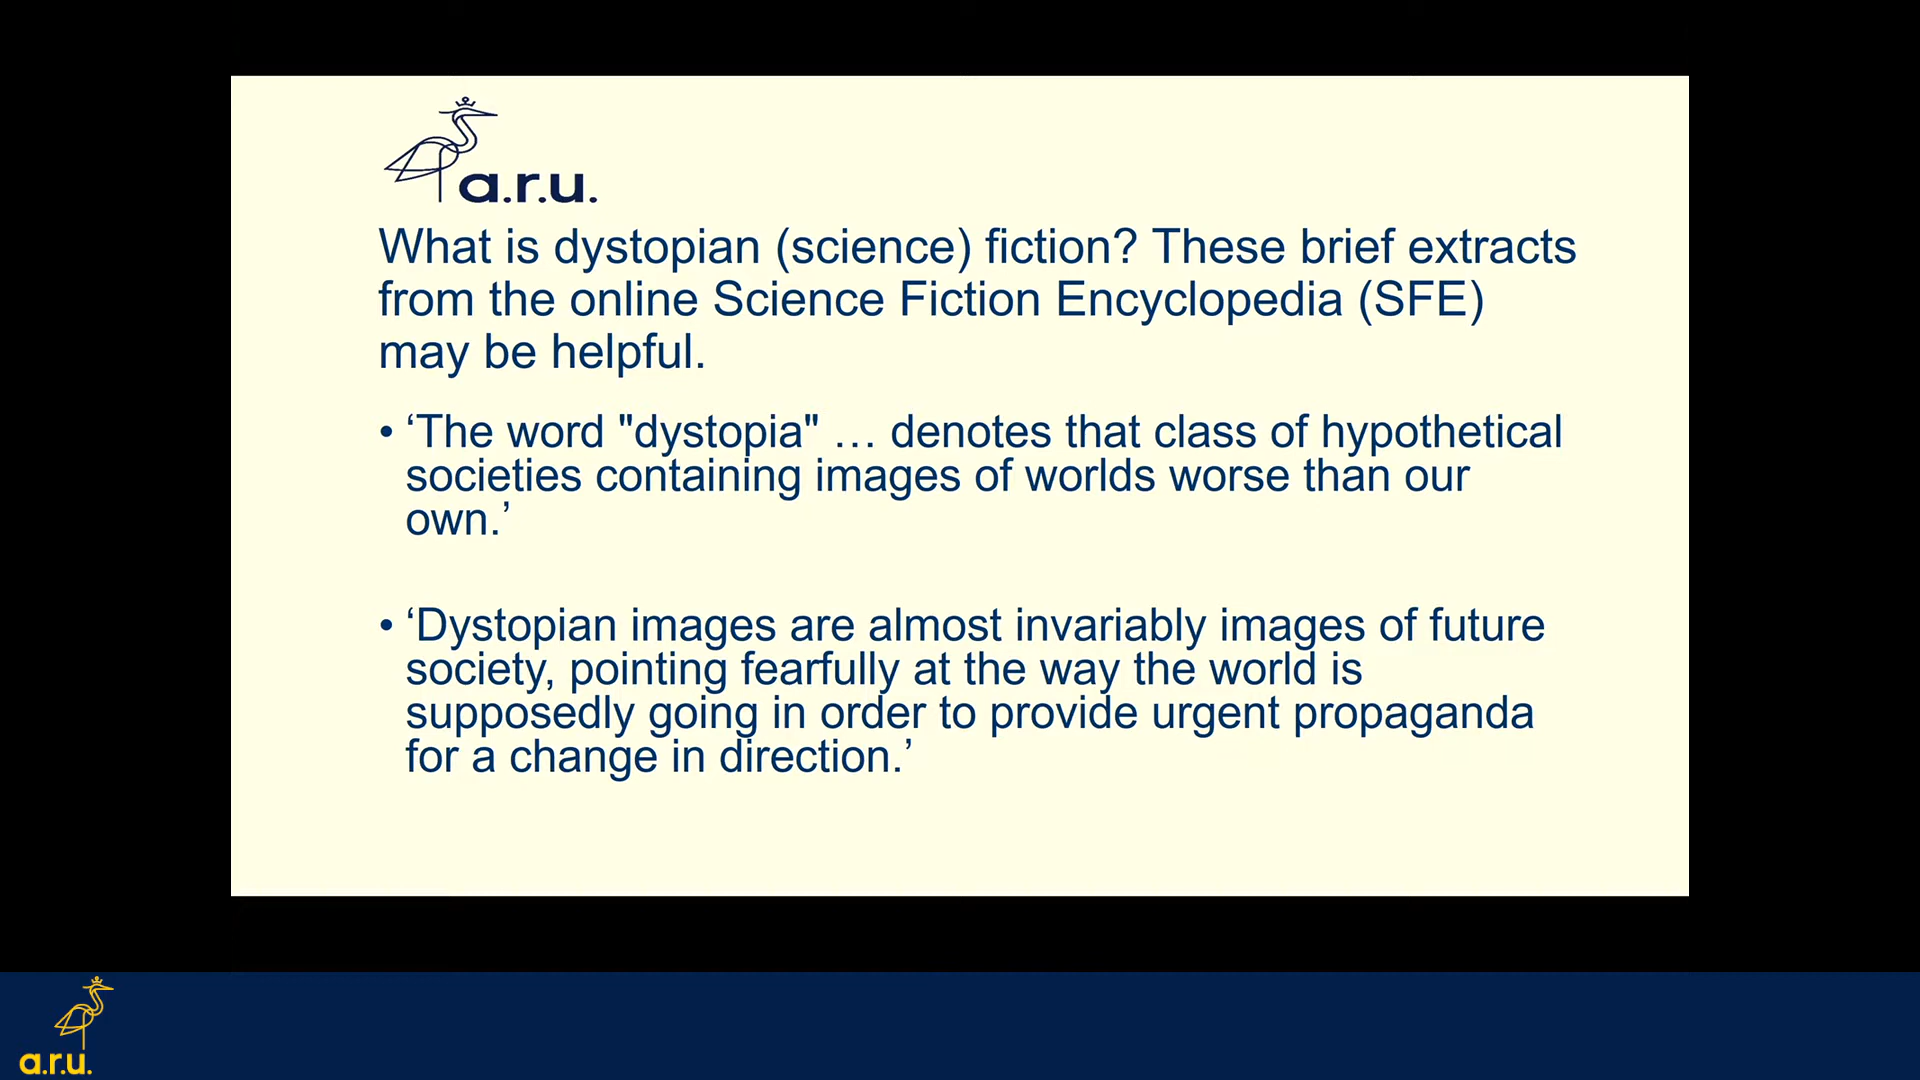 a.r.u.
What is dystopian (science) fiction? These brief extracts
from the online Science Fiction Encyclopedia (SFE)
may be helpful.
• ‘The word "dystopia" … denotes that class of hypothetical
societies containing images of worlds worse than our
own.’
• ‘Dystopian images are almost invariably images of future
society, pointing fearfully at the way the world is
supposedly going in order to provide urgent propaganda
for a change in direction.’
a.r.u.